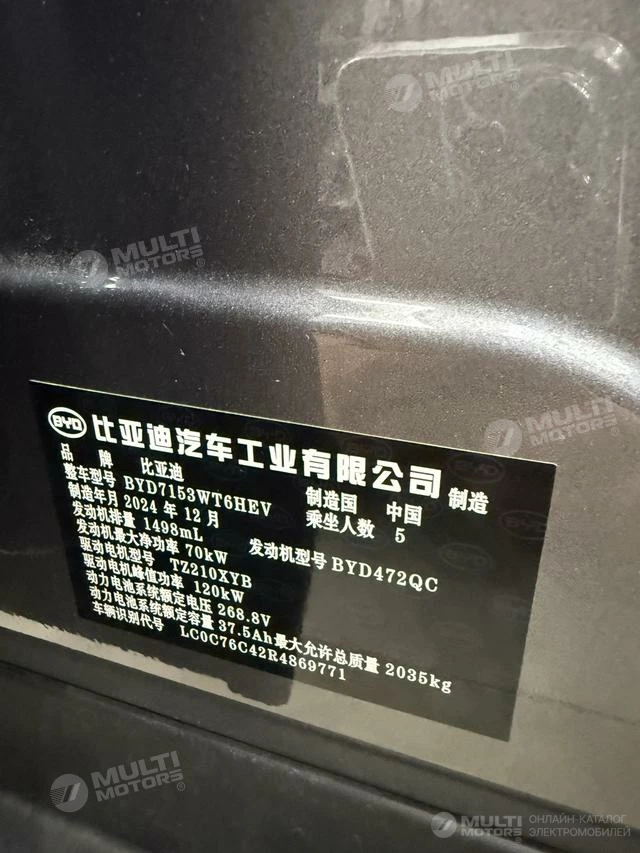 MULTI
MOTORS®
MULTI
MOTORS®
MULTI
MOTORS
BYD 比亚迪汽车工业有限公司 制造
品 牌 比亚迪 制造国 中国
整车型号 BYD7153WT6HEV 乘坐人数 5
制造年月 2024 年 12 月
发动机排量 1498mL 发动机型号 BYD472QC
发动机最大净功率 70kW
驱动电机型号 TZ210XYB
驱动电机峰值功率 120kW
动力电池系统额定电压 268.8V
动力电池系统额定容量 37.5Ah 最大允许总质量 2035kg
车辆识别代号 LC0C76C42R4869771
MULTI
MOTORS®
MULTI
MOTORS®
ОНЛАЙН-КАТАЛОГ
ЭЛЕКТРОМОБИЛЕЙ